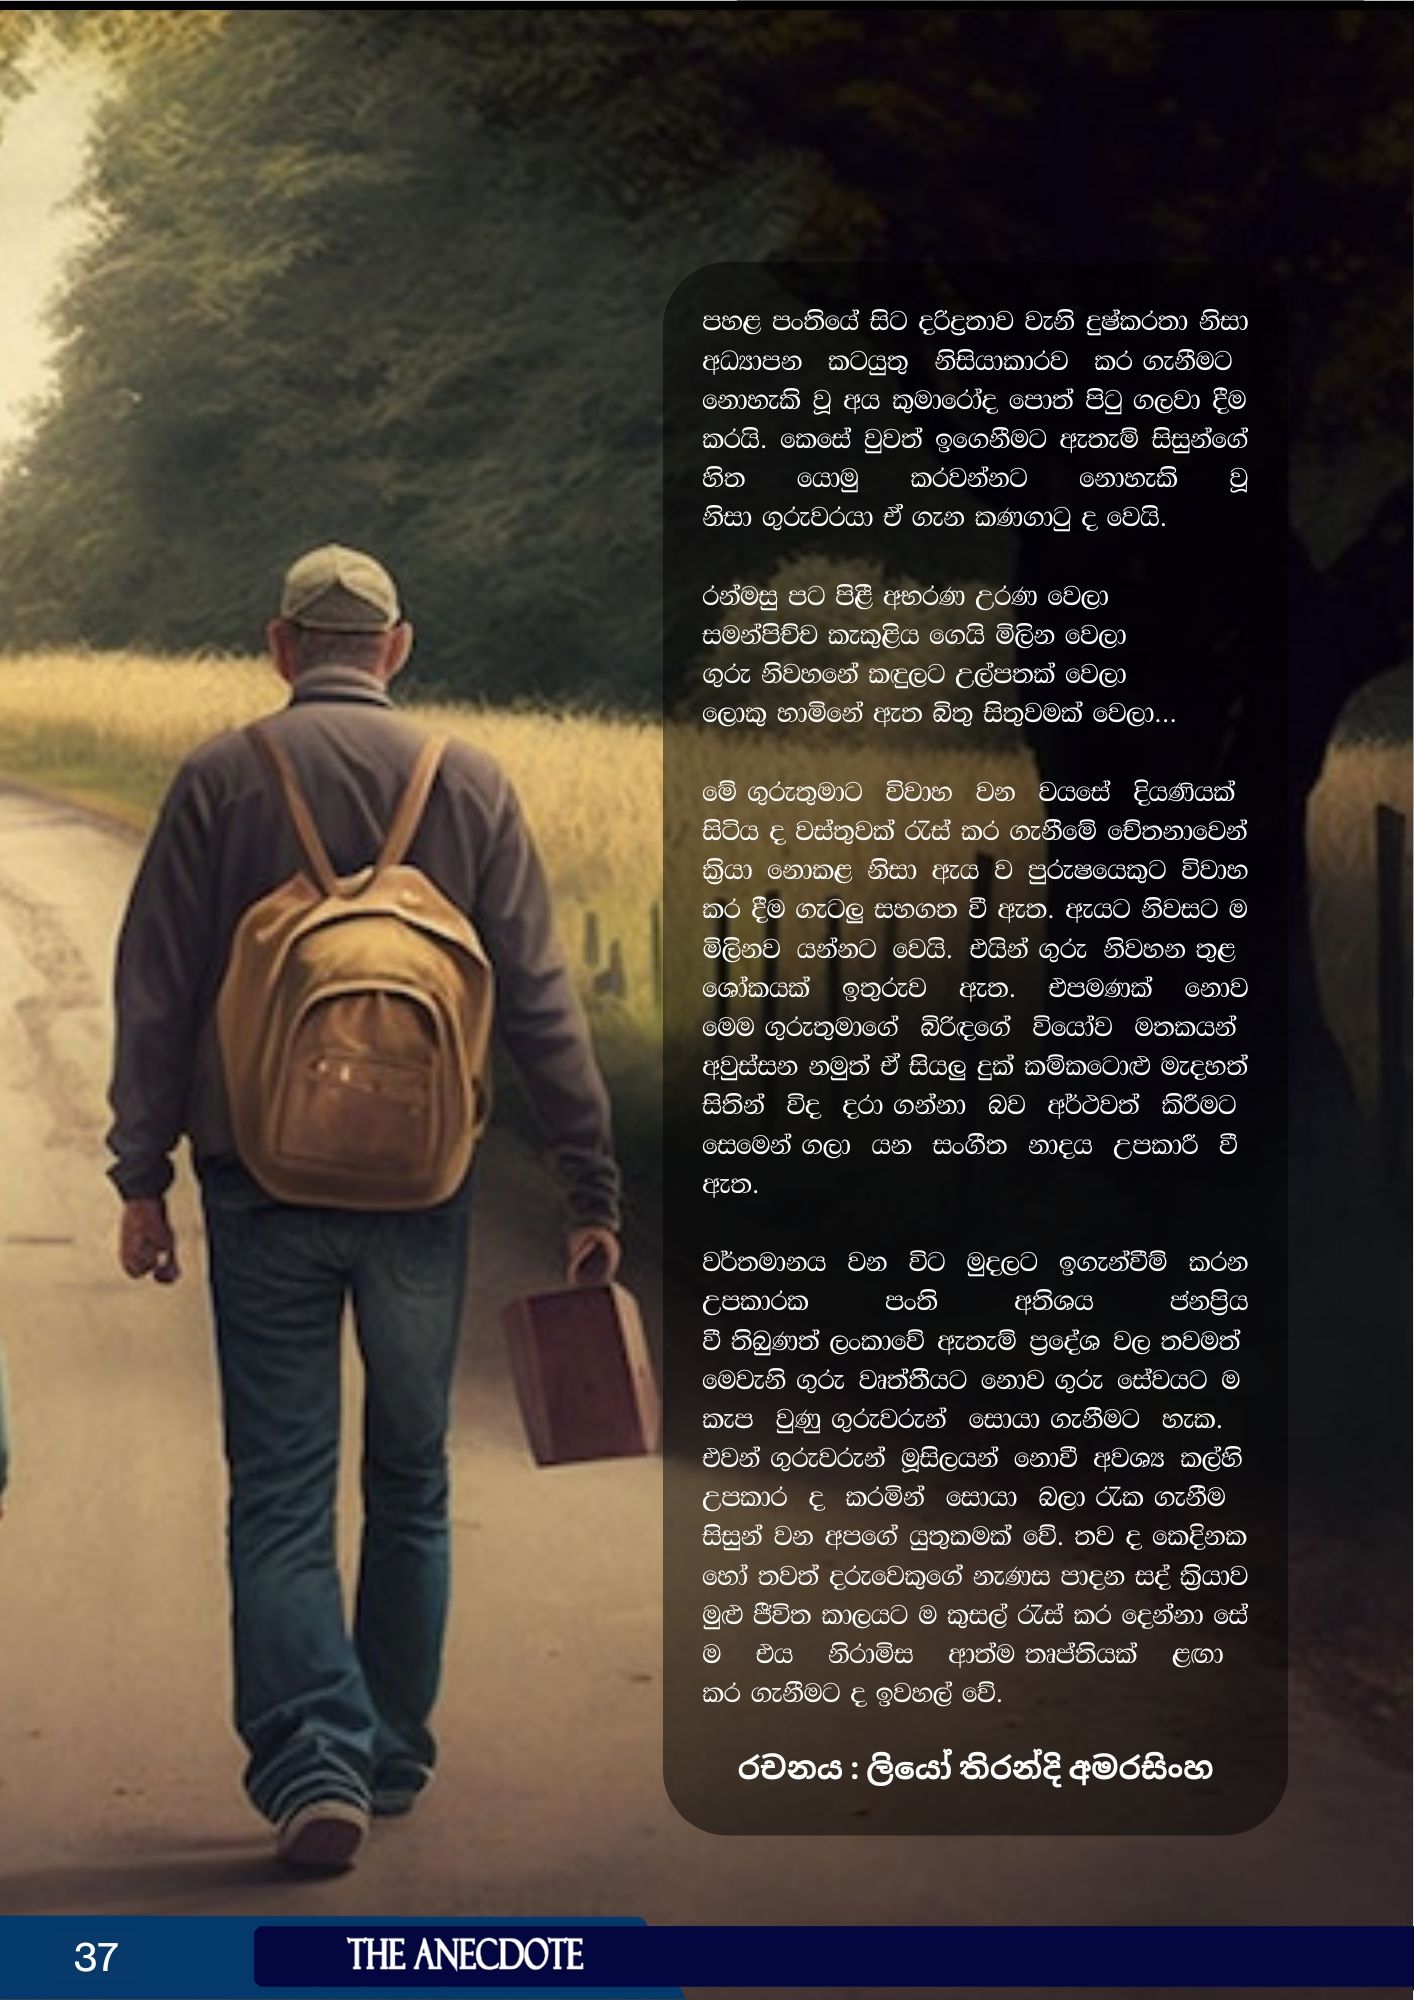 පහළ පංතියේ සිට දරිද්‍රතාව වැනි දුෂ්කරතා නිසා
අධ්‍යාපන කටයුතු නිසියාකාරව කර ගැනීමට
නොහැකි වූ අය කුමාරෝද පොත් පිටු ගලවා දීම
කරයි. කෙසේ වුවත් ඉගෙනීමට ඇතැම් සිසුන්ගේ
හිත යොමු කරවන්නට නොහැකි වූ
නිසා ගුරුවරයා ඒ ගැන කණගාටු ද වෙයි.
රන්මසු පට පිළී අභරණ උරණ වෙලා
සමන්පිච්ච කැකුළිය ගෙයි මිලින වෙලා
ගුරු නිවහනේ කඳුලට උල්පතක් වෙලා
ලොකු හාමිනේ ඇත බිතු සිතුවමක් වෙලා...
මේ ගුරුතුමාට විවාහ වන වයසේ දියණියක්
සිටිය ද වස්තුවක් රැස් කර ගැනීමේ චේතනාවෙන්
ක්‍රියා නොකළ නිසා ඇය ව පුරුෂයෙකුට විවාහ
කර දීම ගැටලු සහගත වී ඇත. ඇයට නිවසට ම
මිලිනව යන්නට වෙයි. එයින් ගුරු නිවහන තුළ
ශෝකයක් ඉතුරුව ඇත. එපමණක් නොව
මෙම ගුරුතුමාගේ බිරිඳගේ වියෝව මතකයන්
අවුස්සන නමුත් ඒ සියලු දුක් කම්කටොළු මැදහත්
සිතින් විද දරා ගන්නා බව අර්ථවත් කිරීමට
සෙමෙන් ගලා යන සංගීත නාදය උපකාරී වී
ඇත.
වර්තමානය වන විට මුදලට ඉගැන්වීම් කරන
උපකාරක පංති අතිශය ජනප්‍රිය
වී තිබුණත් ලංකාවේ ඇතැම් ප්‍රදේශ වල තවමත්
මෙවැනි ගුරු වෘත්තීයට නොව ගුරු සේවයට ම
කැප වුණු ගුරුවරුන් සොයා ගැනීමට හැක.
එවන් ගුරුවරුන් මූසිලයන් නොවී අවශ්‍ය කල්හි
උපකාර ද කරමින් සොයා බලා රැක ගැනීම
සිසුන් වන අපගේ යුතුකමක් වේ. තව ද කෙදිනක
හෝ තවත් දරුවෙකුගේ නැණස පාදන සද් ක්‍රියාව
මුළු ජීවිත කාලයට ම කුසල් රැස් කර දෙන්නා සේ
ම එය නිරාමිස ආත්ම තෘප්තියක් ළඟා
කර ගැනීමට ද ඉවහල් වේ.
රචනය : ලියෝ තිරන්දි අමරසිංහ
37
THE ANECDOTE